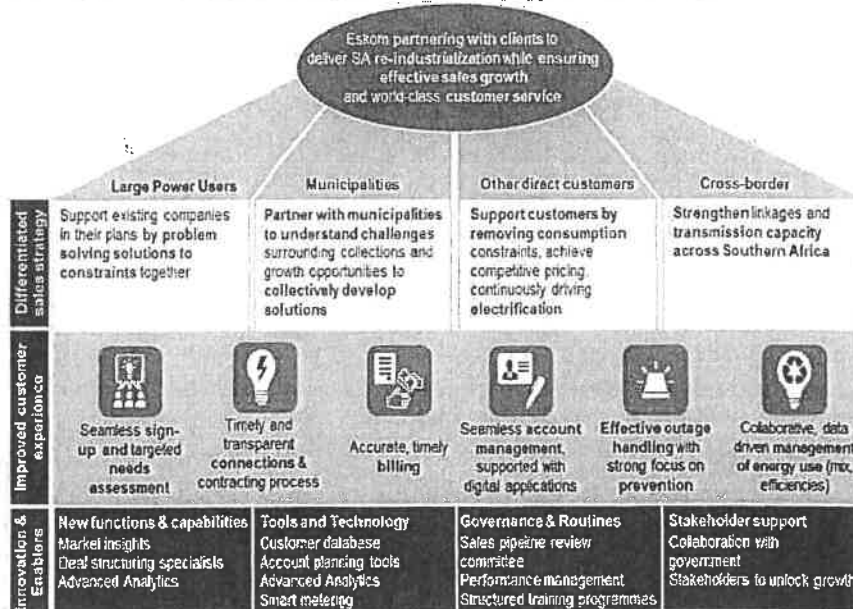 Eskom partnering with clients to
deliver SA re-industrialization while ensuring
effective sales growth
and world-class customer service
Large Power Users
Municipalities
Other direct customers
Cross-border
Differentiated
sales strategy
Support existing companies
in their plans by problem
solving solutions to
constraints together
Partner with municipalities
to understand challenges
surrounding collections and
growth opportunities to
collectively develop
solutions
Support customers by
removing consumption
constraints, achieve
competitive pricing
continuously driving
electrification
Strengthen linkages and
transmission capacity
across Southern Africa
Improved customer
experience
Seamless sign-
up and targeted
needs
assessment
Timely and
transparent
connections &
contracting process
Accurate, timely
billing
Seamless account
management,
supported with
digital applications
Effective outage
handling with
strong focus on
prevention
Collaborative, data
driven management
of energy use (mix,
efficiencies)
Innovation &
Enablers
New functions & capabilities
Market insights
Deal structuring specialists
Advanced Analytics
Tools and Technology
Customer database
Account planning tools
Advanced Analytics
Smart metering
Governance & Routines
Sales pipeline review
committee
Performance management
Structured training programmes
Stakeholder support
Collaboration with
government
Stakeholders to unlock growth